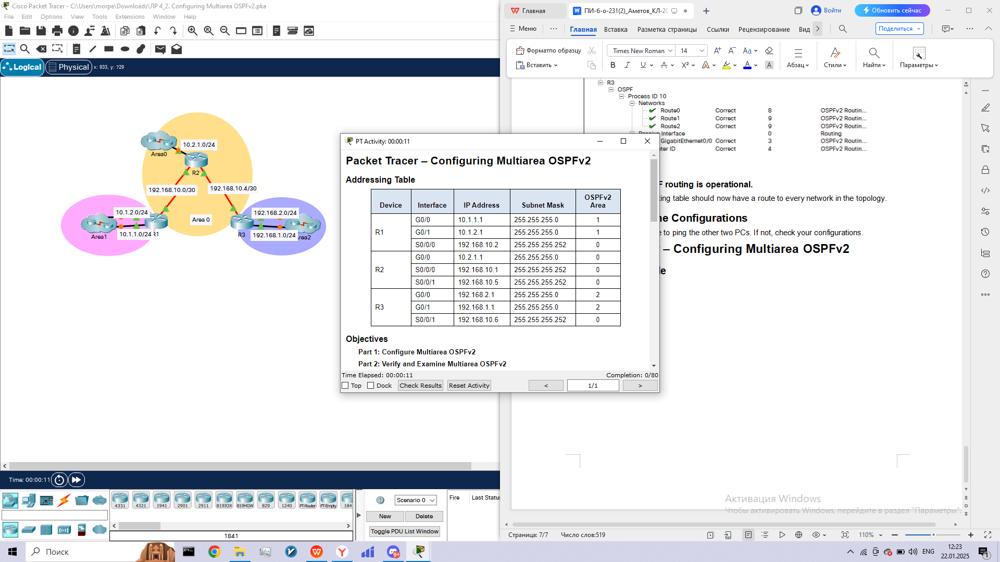 Cisco Packet Tracer - C:\Users\morpe\Downloads\ЛР 4_2. Configuring Multiarea OSPFv2.pka
File Edit Options View Tools Extensions Window Help
Logical Physical x: 933, y: 729
10.2.1.0/24
Area0
R2
192.168.10.0/30
192.168.10.4/30
10.1.2.0/24
Area 0
192.168.2.0/24
Area1
10.1.1.0/24 R1
R3
192.168.1.0/24
rea2
Time: 00:00:11
4331 4321 1941 2901 2911 819IOX 819HGW 829 1240 PT-Router PT-Empty 184
1841
Scenario 0
New Delete
Toggle PDU List Window
Fire Last Status
PT Activity: 00:00:11
Packet Tracer – Configuring Multiarea OSPFv2
Addressing Table
Device Interface IP Address Subnet Mask OSPFv2 Area
R1 G0/0 10.1.1.1 255.255.255.0 1
G0/1 10.1.2.1 255.255.255.0 1
S0/0/0 192.168.10.2 255.255.255.252 0
R2 G0/0 10.2.1.1 255.255.255.0 0
S0/0/0 192.168.10.1 255.255.255.252 0
S0/0/1 192.168.10.5 255.255.255.252 0
R3 G0/0 192.168.2.1 255.255.255.0 2
G0/1 192.168.1.1 255.255.255.0 2
S0/0/1 192.168.10.6 255.255.255.252 0
Objectives
Part 1: Configure Multiarea OSPFv2
Part 2: Verify and Examine Multiarea OSPFv2
Time Elapsed: 00:00:11 Completion: 0/80
Top Dock Check Results Reset Activity < 1/1 >
Главная ПИ-б-о-231(2)_Аметов_КЛ-20 Войти Обновить сейчас
Меню Главная Вставка Разметка страницы Ссылки Рецензирование Вид Поделиться
Формат по образцу Times New Roman 14
Вставить Абзац Стили Найти Параметры
R3
OSPF
Process ID 10
Networks
Route0 Correct 8 OSPFv2 Routin...
Route1 Correct 9 OSPFv2 Routin...
Route2 Correct 9 OSPFv2 Routin...
Interface 0 Routing
GigabitEthernet0/0 Correct 3 OSPFv2 Routin...
ter ID Correct 4 OSPFv2 Routin...
F routing is operational.
ting table should now have a route to every network in the topology.
ne Configurations
e to ping the other two PCs. If not, check your configurations.
– Configuring Multiarea OSPFv2
le
Активация Windows
Чтобы активировать Windows, перейдите в раздел "Параметры".
Страница: 7/7 Число слов:519 110%
Поиск
9+
ENG
12:23
22.01.2025
1